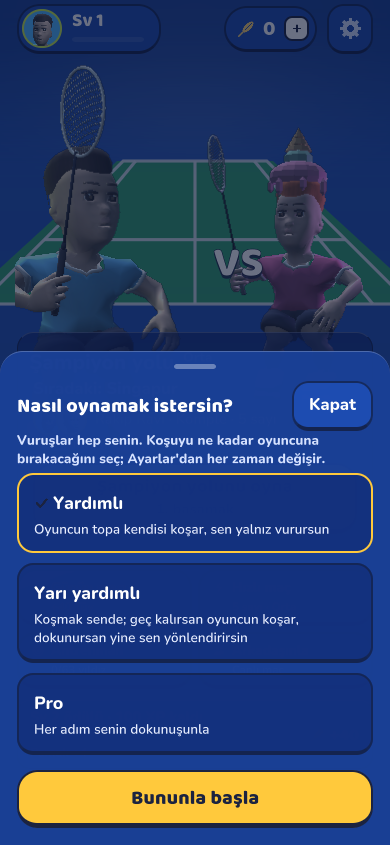 Sv 1
0
+
VS
Nasıl oynamak istersin?
Kapat
Vuruşlar hep senin. Koşuyu ne kadar oyuncuna
bırakacağını seç; Ayarlar'dan her zaman değişir.
✓ Yardımlı
Oyuncun topa kendisi koşar, sen yalnız vurursun
Yarı yardımlı
Koşmak sende; geç kalırsan oyuncun koşar,
dokunursan yine sen yönlendirirsin
Pro
Her adım senin dokunuşunla
Bununla başla